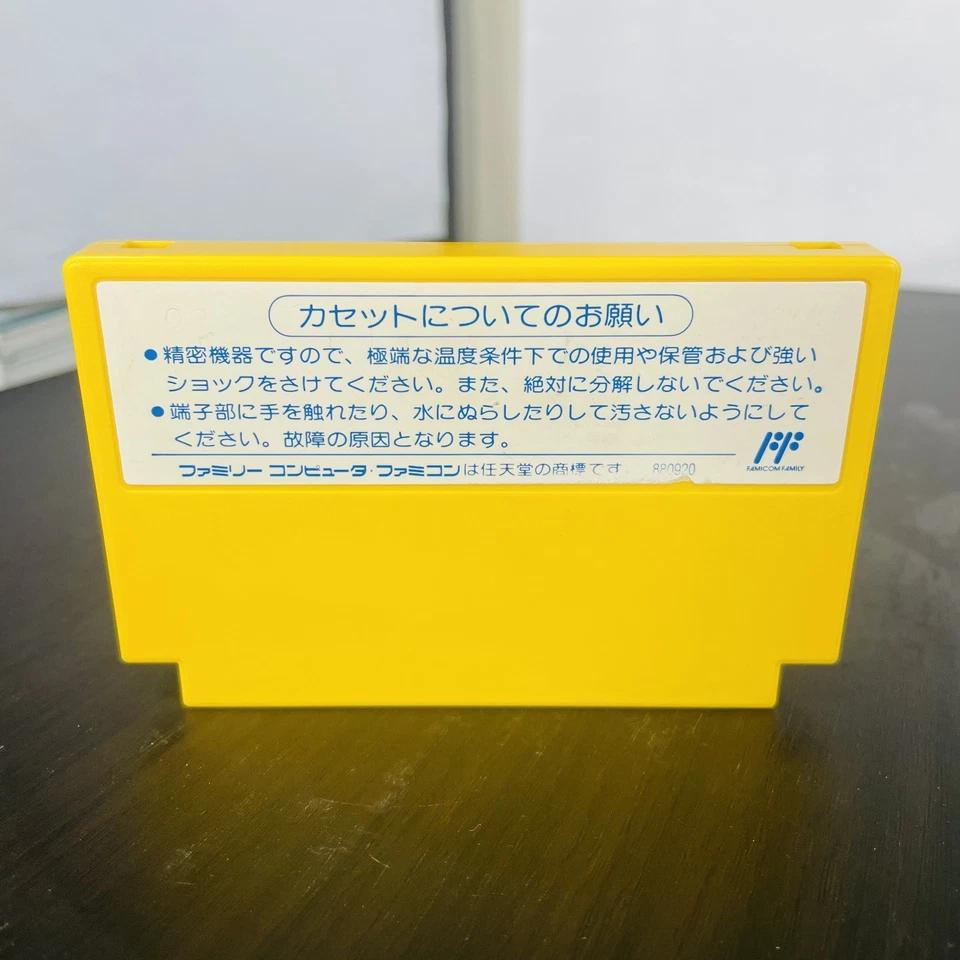 カセットについてのお願い
●精密機器ですので、極端な温度条件下での使用や保管および強い
ショックをさけてください。また、絶対に分解しないでください。
●端子部に手を触れたり、水にぬらしたりして汚さないようにして
ください。故障の原因となります。
ファミリーコンピュータ・ファミコンは任天堂の商標です 880920
FAMICOM FAMILY